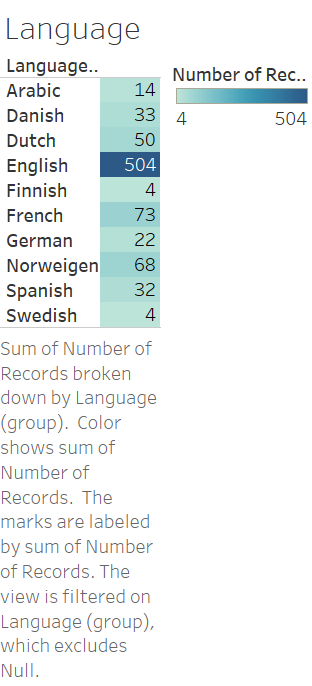 Language
Language..
Arabic 14
Danish 33
Dutch 50
English 504
Finnish 4
French 73
German 22
Norweigen 68
Spanish 32
Swedish 4
Number of Rec..
4 504
Sum of Number of
Records broken
down by Language
(group).  Color
shows sum of
Number of
Records.  The
marks are labeled
by sum of Number
of Records. The
view is filtered on
Language (group),
which excludes
Null.